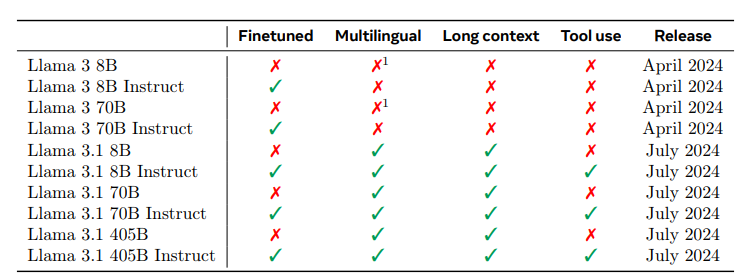 Finetuned Multilingual Long context Tool use Release
Llama 3 8B ✗ ✗¹ ✗ ✗ April 2024
Llama 3 8B Instruct ✓ ✗ ✗ ✗ April 2024
Llama 3 70B ✗ ✗¹ ✗ ✗ April 2024
Llama 3 70B Instruct ✓ ✗ ✗ ✗ April 2024
Llama 3.1 8B ✗ ✓ ✓ ✗ July 2024
Llama 3.1 8B Instruct ✓ ✓ ✓ ✓ July 2024
Llama 3.1 70B ✗ ✓ ✓ ✗ July 2024
Llama 3.1 70B Instruct ✓ ✓ ✓ ✓ July 2024
Llama 3.1 405B ✗ ✓ ✓ ✗ July 2024
Llama 3.1 405B Instruct ✓ ✓ ✓ ✓ July 2024